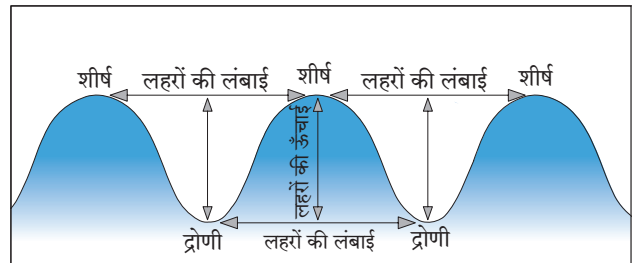 शीर्ष
लहरों की लंबाई
शीर्ष
लहरों की लंबाई
शीर्ष
लहरों की ऊँचाई
द्रोणी
लहरों की लंबाई
द्रोणी